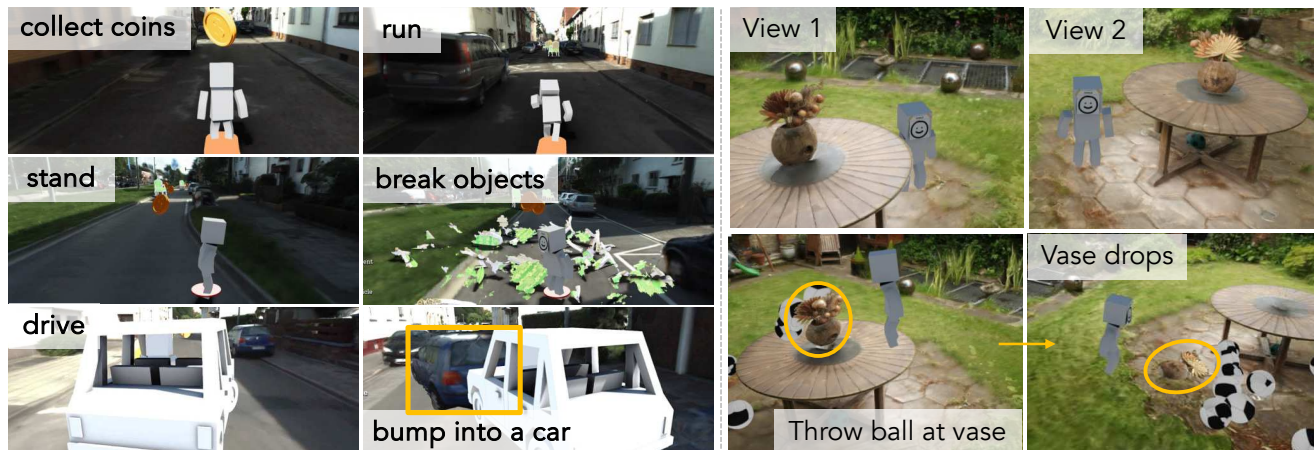 collect coins
run
stand
break objects
drive
bump into a car
View 1
View 2
Throw ball at vase
Vase drops